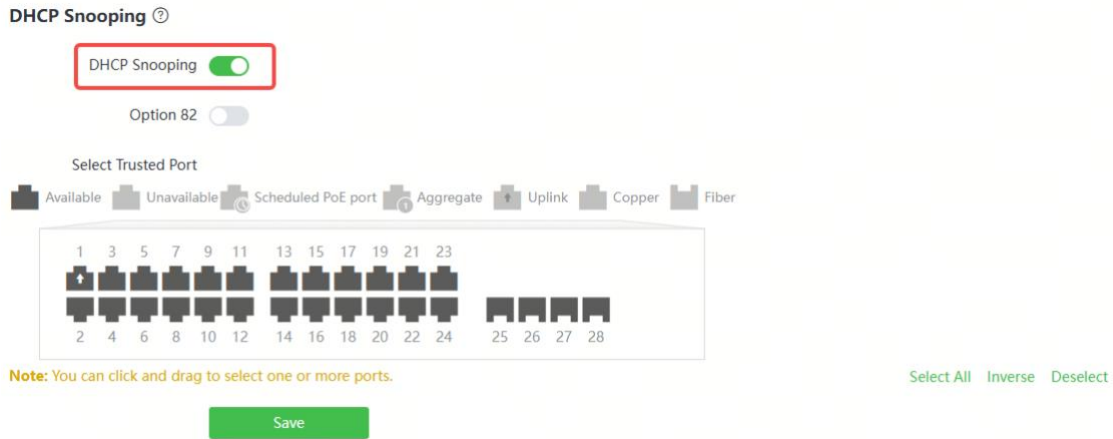 DHCP Snooping ?
DHCP Snooping
Option 82
Select Trusted Port
Available Unavailable Scheduled PoE port 1 Aggregate Uplink Copper Fiber
1 3 5 7 9 11 13 15 17 19 21 23
2 4 6 8 10 12 14 16 18 20 22 24 25 26 27 28
Note: You can click and drag to select one or more ports. Select All Inverse Deselect
Save